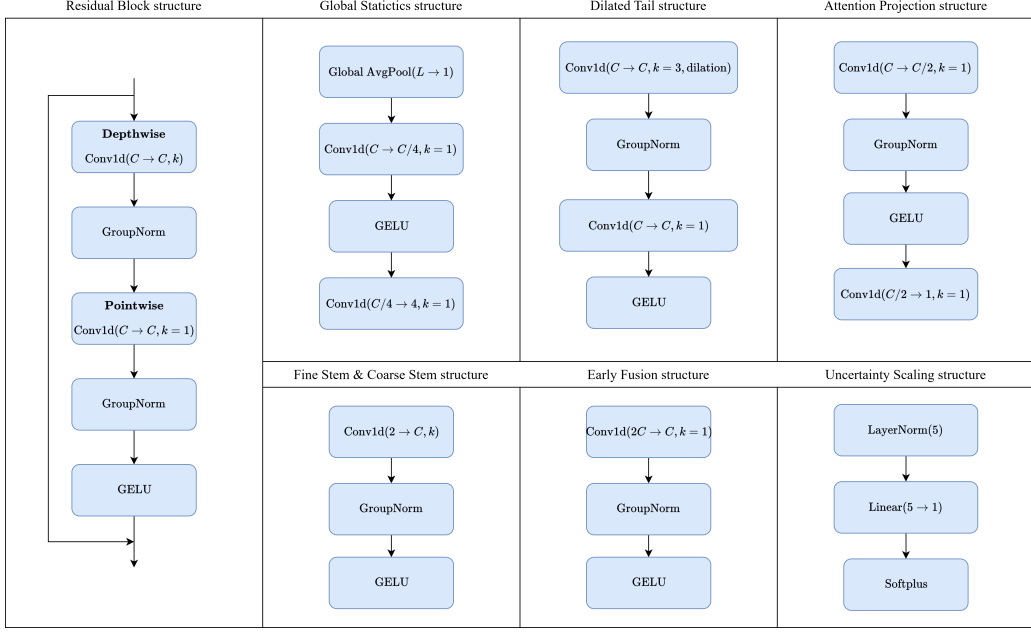 Residual Block structure
Depthwise
Conv1d(C → C, k)
GroupNorm
Pointwise
Conv1d(C → C, k = 1)
GroupNorm
GELU
Global Statictics structure
Global AvgPool(L → 1)
Conv1d(C → C/4, k = 1)
GELU
Conv1d(C/4 → 4, k = 1)
Dilated Tail structure
Conv1d(C → C, k = 3, dilation)
GroupNorm
Conv1d(C → C, k = 1)
GELU
Attention Projection structure
Conv1d(C → C/2, k = 1)
GroupNorm
GELU
Conv1d(C/2 → 1, k = 1)
Fine Stem & Coarse Stem structure
Conv1d(2 → C, k)
GroupNorm
GELU
Early Fusion structure
Conv1d(2C → C, k = 1)
GroupNorm
GELU
Uncertainty Scaling structure
LayerNorm(5)
Linear(5 → 1)
Softplus